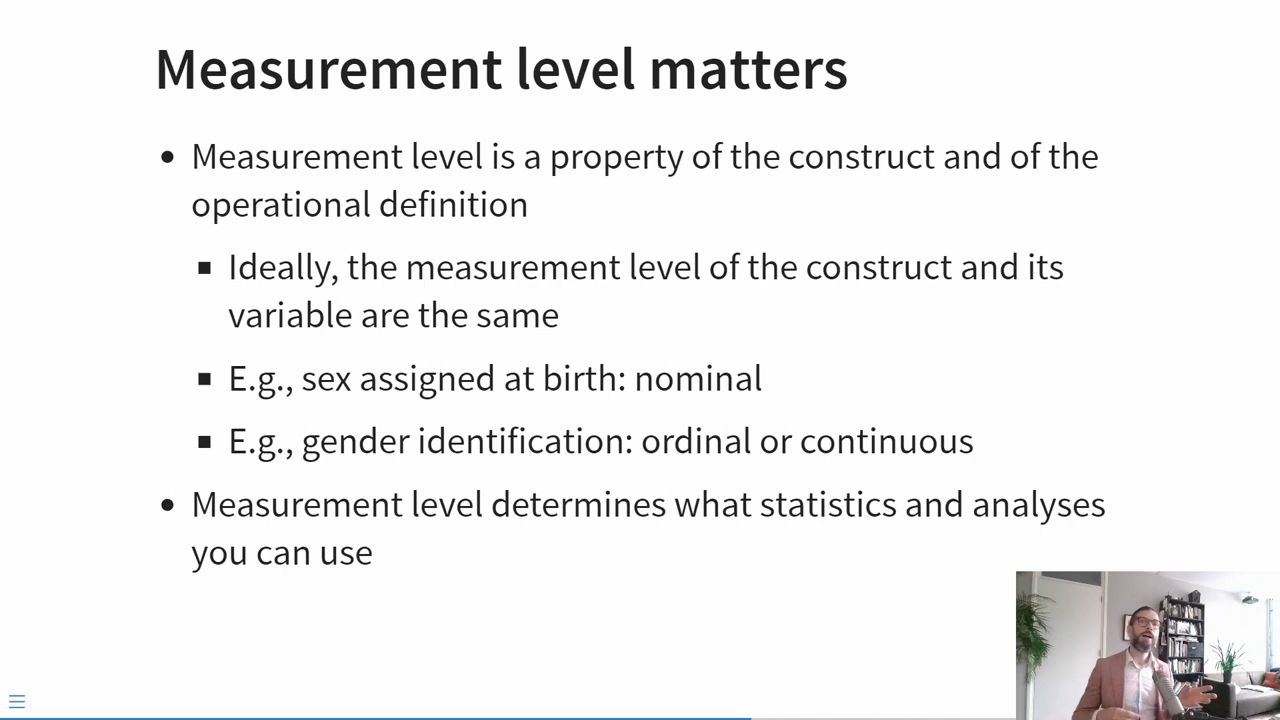 Measurement level matters
Measurement level is a property of the construct and of the
operational definition
Ideally, the measurement level of the construct and its
variable are the same
E.g., sex assigned at birth: nominal
E.g., gender identification: ordinal or continuous
Measurement level determines what statistics and analyses
you can use